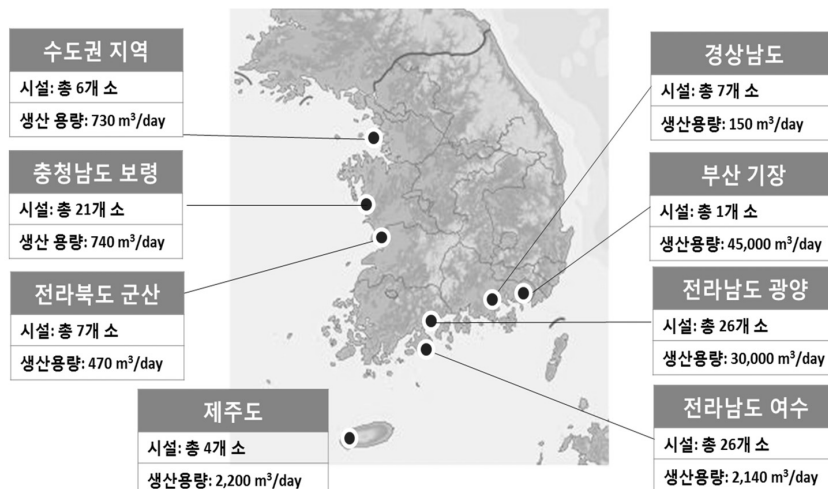 수도권 지역
시설: 총 6개 소
생산 용량: 730 m³/day
충청남도 보령
시설: 총 21개 소
생산 용량: 740 m³/day
전라북도 군산
시설: 총 7개 소
생산용량: 470 m³/day
제주도
시설: 총 4개 소
생산용량: 2,200 m³/day
경상남도
시설: 총 7개 소
생산용량: 150 m³/day
부산 기장
시설: 총 1개 소
생산용량: 45,000 m³/day
전라남도 광양
시설: 총 26개 소
생산용량: 30,000 m³/day
전라남도 여수
시설: 총 26개 소
생산용량: 2,140 m³/day